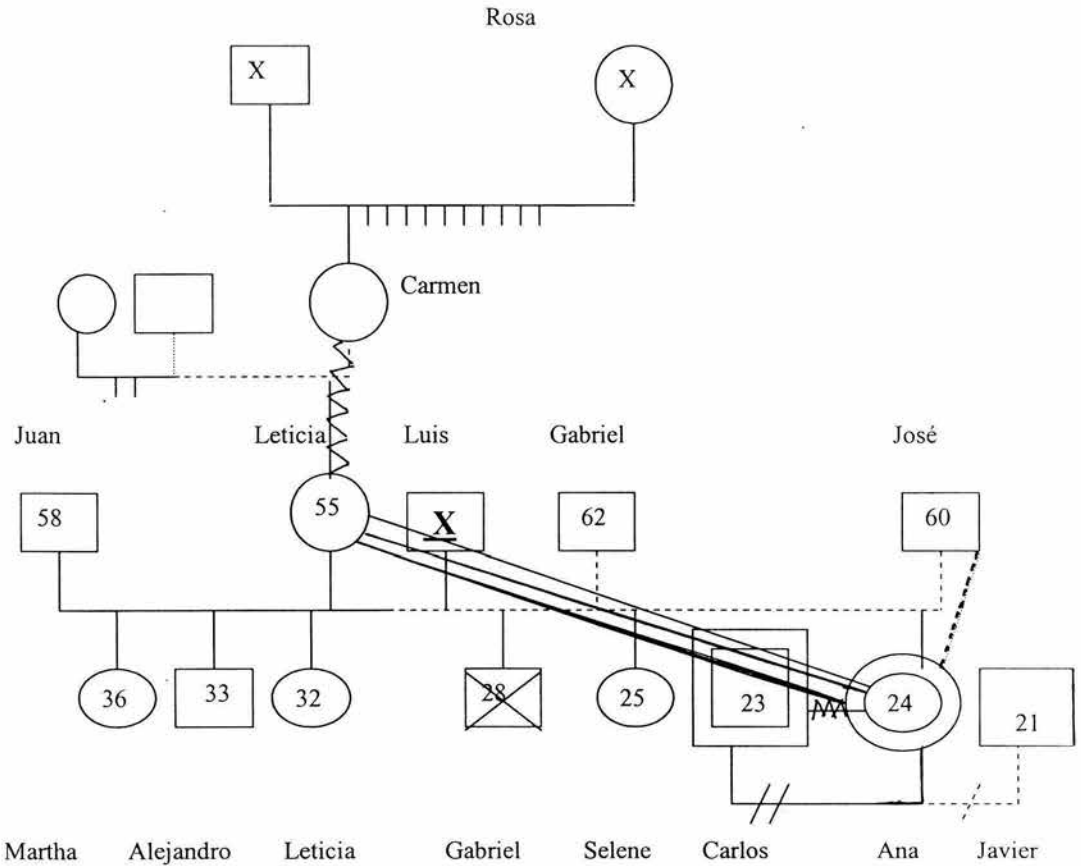 Rosa
X X
Carmen
Juan Leticia Luis Gabriel José
58 55 X 62 60
36 33 32 28 25 23 24 21
Martha Alejandro Leticia Gabriel Selene Carlos Ana Javier